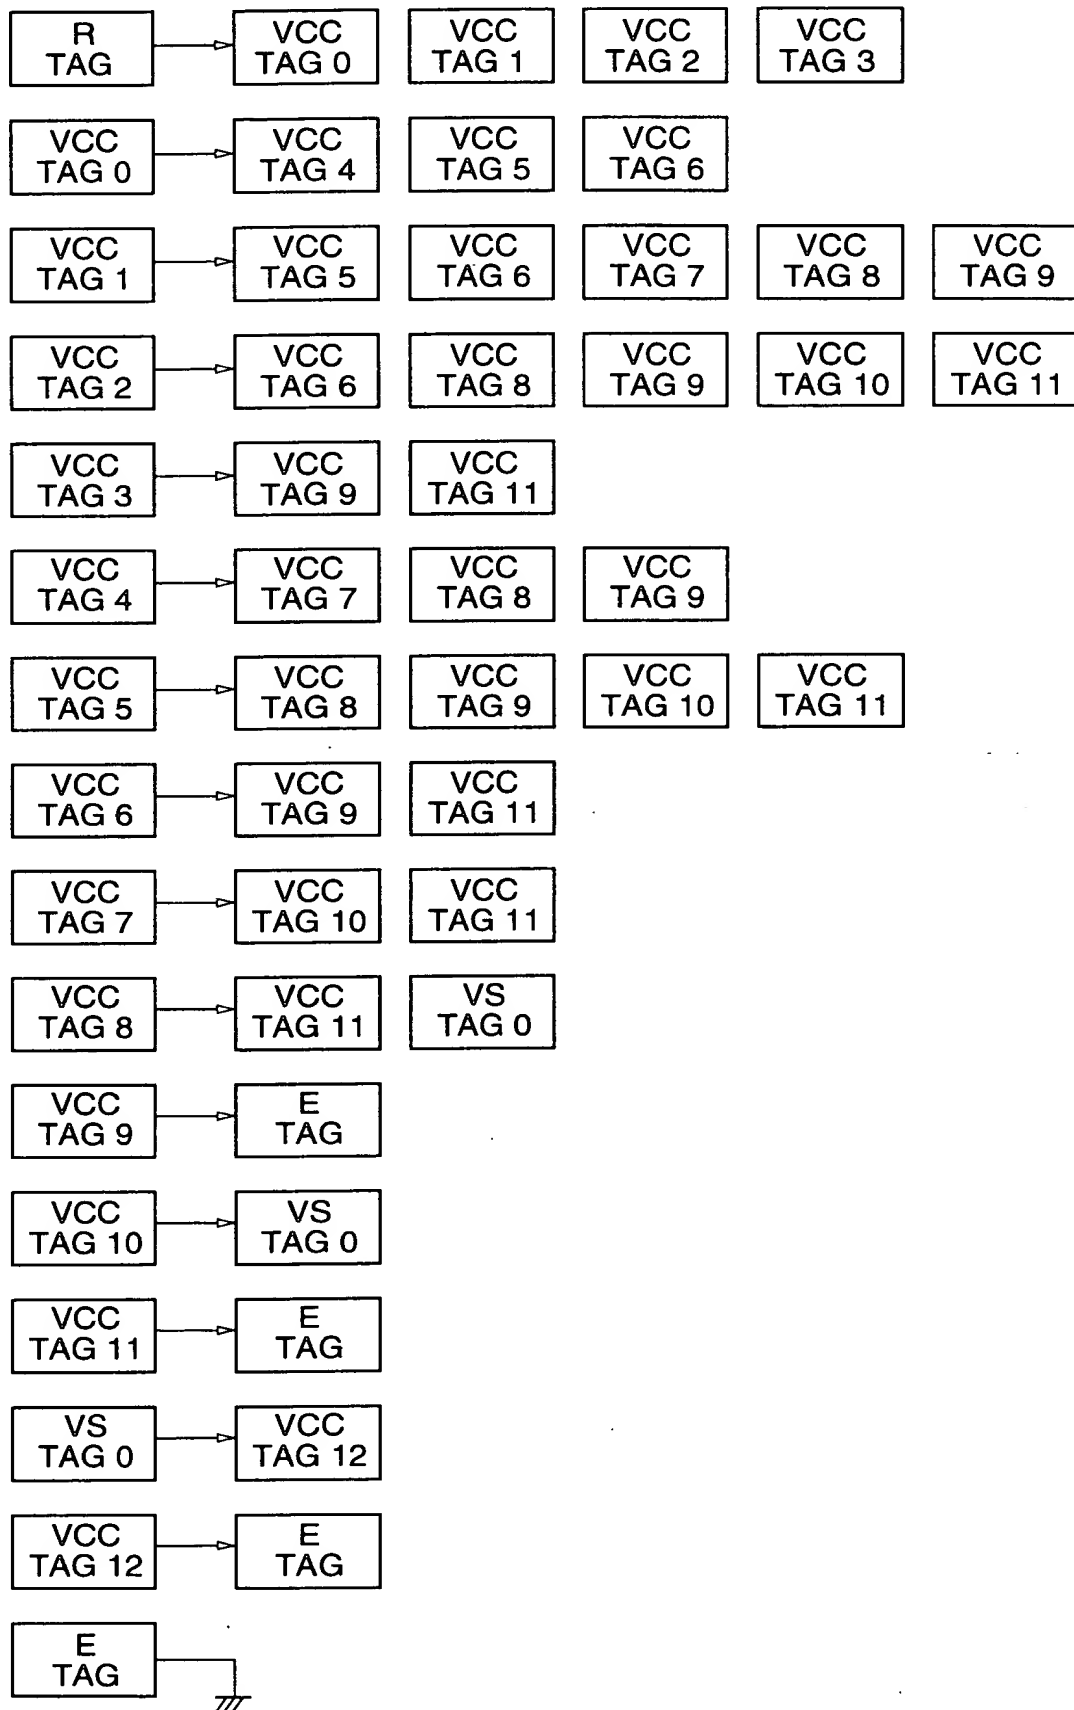 R VCC VCC VCC VCC
TAG TAG 0 TAG 1 TAG 2 TAG 3
VCC VCC VCC VCC
TAG 0 TAG 4 TAG 5 TAG 6
VCC VCC VCC VCC VCC VCC
TAG 1 TAG 5 TAG 6 TAG 7 TAG 8 TAG 9
VCC VCC VCC VCC VCC VCC
TAG 2 TAG 6 TAG 8 TAG 9 TAG 10 TAG 11
VCC VCC VCC
TAG 3 TAG 9 TAG 11
VCC VCC VCC VCC
TAG 4 TAG 7 TAG 8 TAG 9
VCC VCC VCC VCC VCC
TAG 5 TAG 8 TAG 9 TAG 10 TAG 11
VCC VCC VCC
TAG 6 TAG 9 TAG 11
VCC VCC VCC
TAG 7 TAG 10 TAG 11
VCC VCC VS
TAG 8 TAG 11 TAG 0
VCC E
TAG 9 TAG
VCC VS
TAG 10 TAG 0
VCC E
TAG 11 TAG
VS VCC
TAG 0 TAG 12
VCC E
TAG 12 TAG
E
TAG